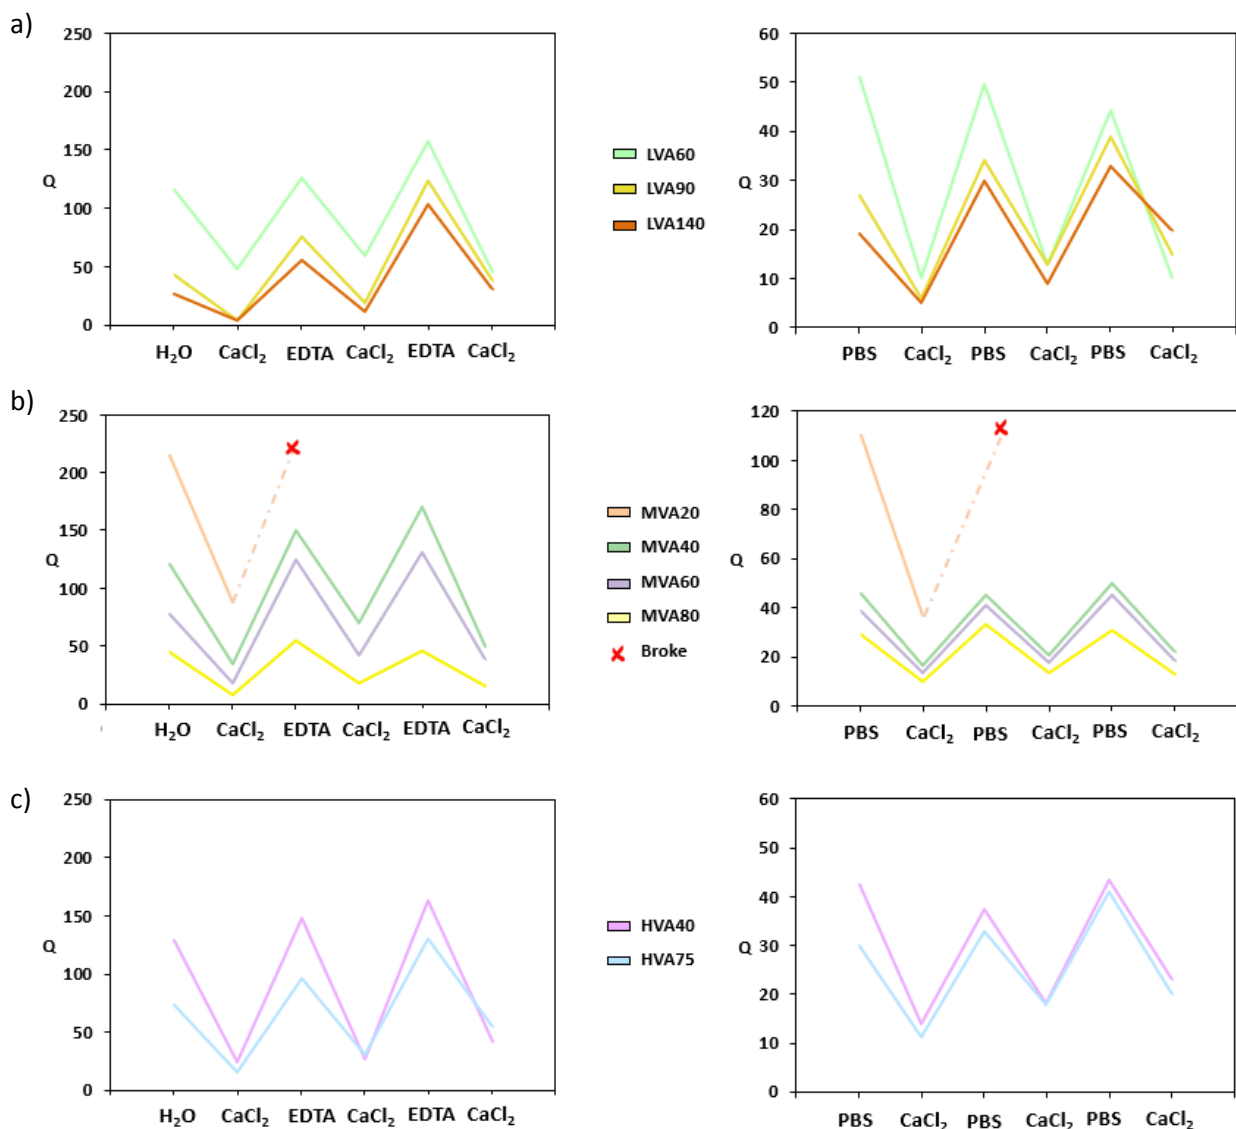 a)
250
200
150
100
50
0
Q
H₂O CaCl₂ EDTA CaCl₂ EDTA CaCl₂
LVA60
LVA90
LVA140
60
50
40
30
20
10
0
Q
PBS CaCl₂ PBS CaCl₂ PBS CaCl₂
b)
250
200
150
100
50
0
Q
H₂O CaCl₂ EDTA CaCl₂ EDTA CaCl₂
MVA20
MVA40
MVA60
MVA80
Broke
120
100
80
60
40
20
0
Q
PBS CaCl₂ PBS CaCl₂ PBS CaCl₂
c)
250
200
150
100
50
0
Q
H₂O CaCl₂ EDTA CaCl₂ EDTA CaCl₂
HVA40
HVA75
60
50
40
30
20
10
0
Q
PBS CaCl₂ PBS CaCl₂ PBS CaCl₂